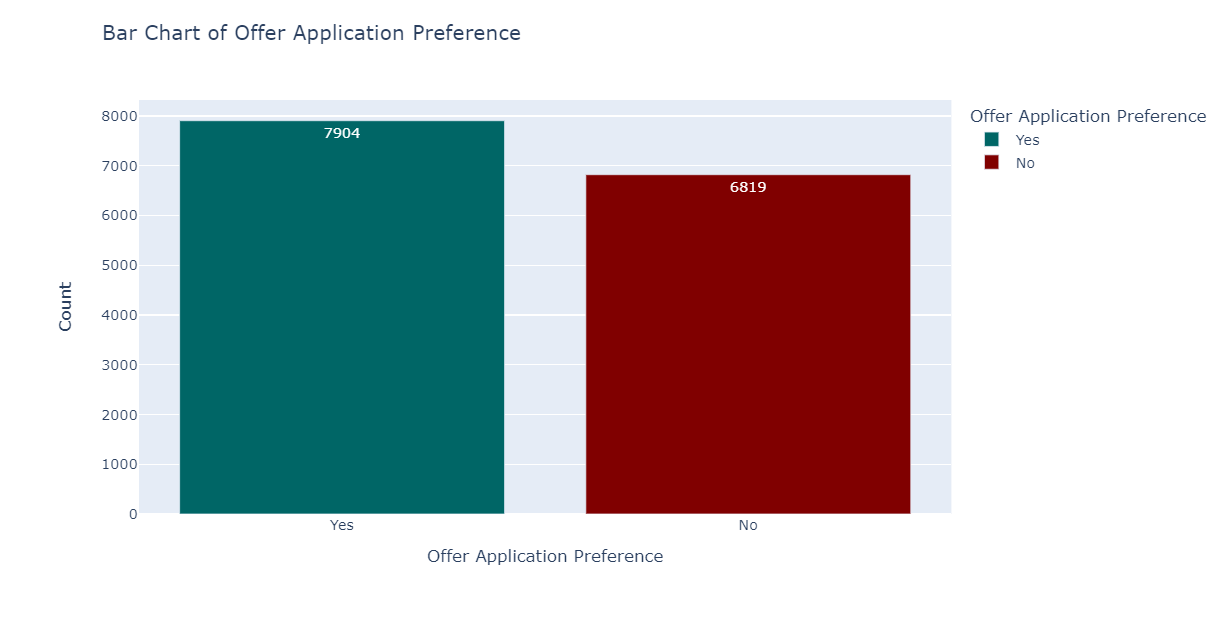 Bar Chart of Offer Application Preference
Offer Application Preference
Yes
No
8000
7000
6000
5000
4000
3000
2000
1000
0
Count
7904
6819
Yes
No
Offer Application Preference